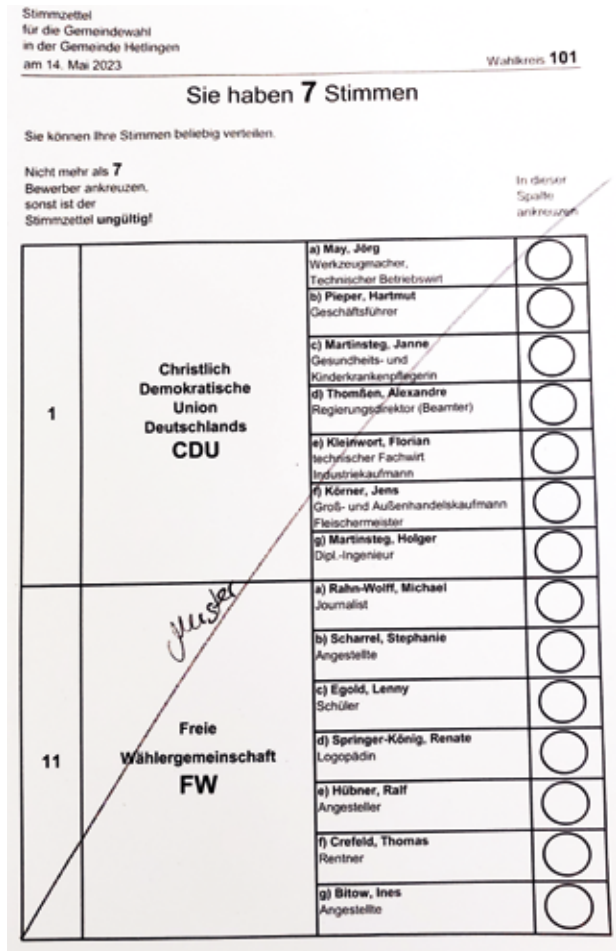 Stimmzettel
für die Gemeindewahl
in der Gemeinde Hetlingen
am 14. Mai 2023
Wahlkreis 101
Sie haben 7 Stimmen
Sie können Ihre Stimmen beliebig verteilen.
Nicht mehr als 7
Bewerber ankreuzen,
sonst ist der
Stimmzettel ungültig!
In dieser
Spalte
ankreuzen
1
Christlich
Demokratische
Union
Deutschlands
CDU
a) May, Jörg
Werkzeugmacher,
Technischer Betriebswirt
b) Pieper, Hartmut
Geschäftsführer
c) Martinsteg, Janne
Gesundheits- und
Kinderkrankenpflegerin
d) Thomßen, Alexandre
Regierungsdirektor (Beamter)
e) Kleinwort, Florian
technischer Fachwirt
Industriekaufmann
f) Körner, Jens
Groß- und Außenhandelskaufmann
Fleischermeister
g) Martinsteg, Holger
Dipl.-Ingenieur
Muster
11
Freie
Wählergemeinschaft
FW
a) Rahn-Wolff, Michael
Journalist
b) Scharrel, Stephanie
Angestellte
c) Egold, Lenny
Schüler
d) Springer-König, Renate
Logopädin
e) Hübner, Ralf
Angesteller
f) Crefeld, Thomas
Rentner
g) Bitow, Ines
Angestellte